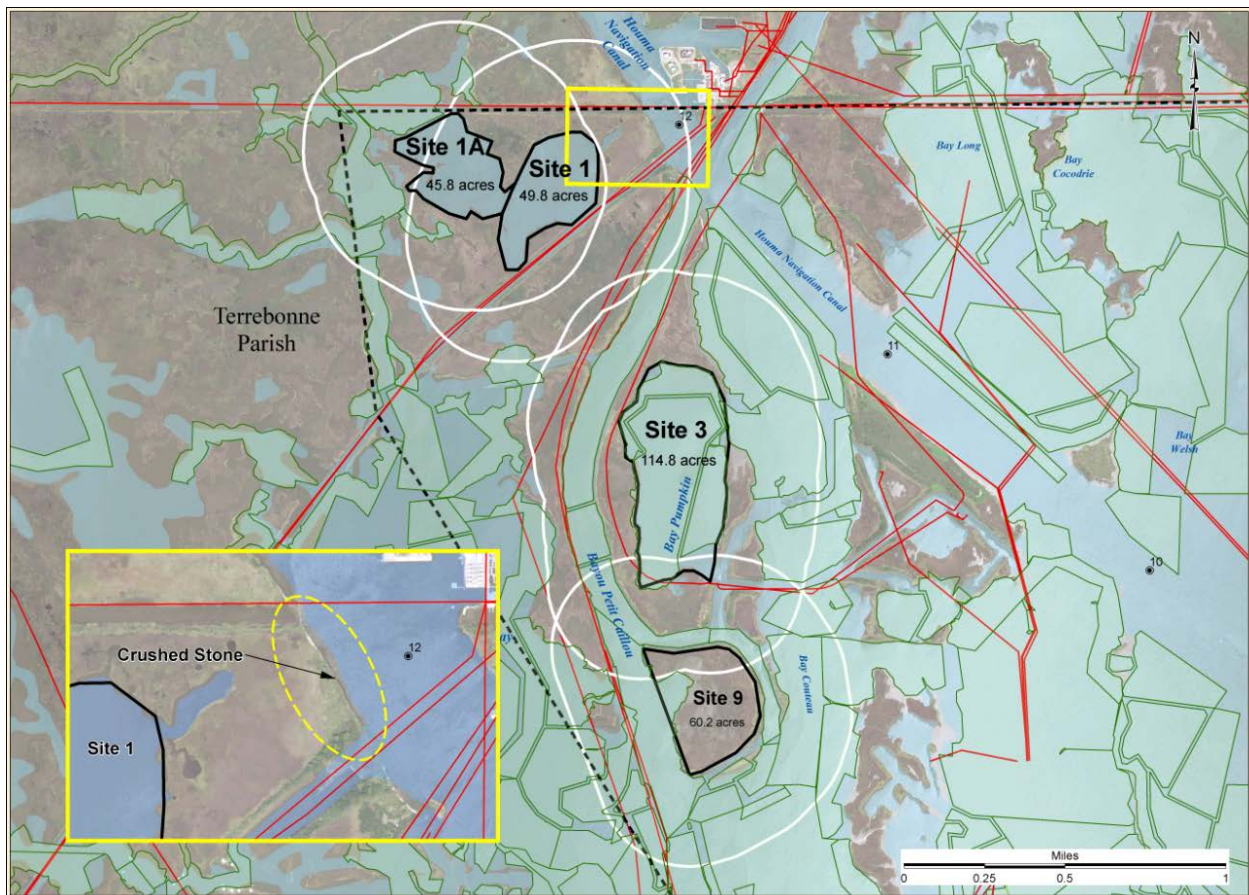 Houma
Navigation
Canal
N
12
Site 1A
45.8 acres
Site 1
49.8 acres
Bay Long
Bay
Cocodrie
Houma Navigation Canal
Terrebonne
Parish
11
Site 3
114.8 acres
Bay Pumpkin
Bay
Welsh
10
Bayou Petit Caillou
Bay Couteau
Site 9
60.2 acres
Crushed Stone
12
Site 1
Miles
0 0.25 0.5 1